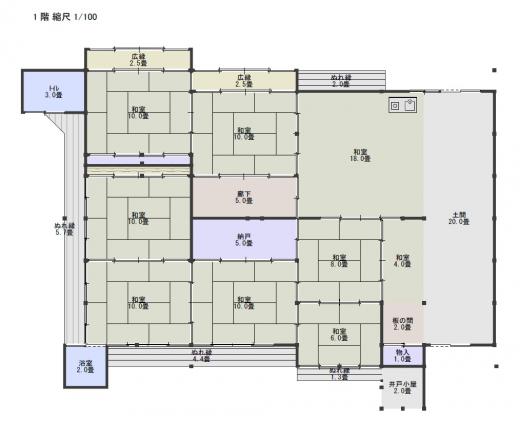 1 階 縮尺 1/100
広縁
2.5畳
広縁
2.5畳
ぬれ縁
2.0畳
トイレ
3.0畳
和室
10.0畳
和室
10.0畳
和室
18.0畳
土間
20.0畳
廊下
5.0畳
和室
10.0畳
ぬれ縁
5.7畳
納戸
5.0畳
和室
8.0畳
和室
4.0畳
和室
10.0畳
和室
10.0畳
和室
6.0畳
板の間
2.0畳
物入
1.0畳
浴室
2.0畳
ぬれ縁
4.4畳
ぬれ縁
1.3畳
井戸小屋
2.0畳